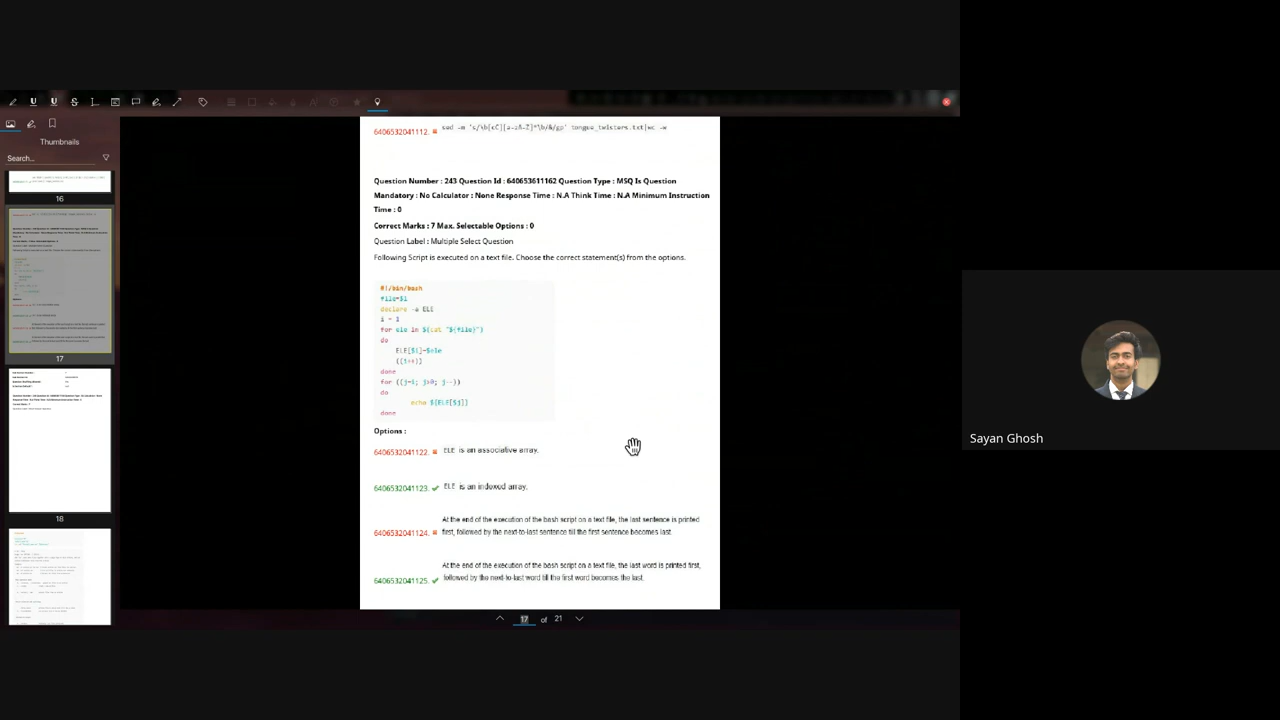 Thumbnails
Search...
16
17
18
6406532041112.
tongue_twisters.txt|wc -w
Question Number : 243 Question Id : 640653611162 Question Type : MSQ Is Question
Mandatory : No Calculator : None Response Time : N.A Think Time : N.A Minimum Instruction
Time : 0
Correct Marks : 7 Max. Selectable Options : 0
Question Label : Multiple Select Question
Following Script is executed on a text file. Choose the correct statement(s) from the options.
#!/bin/bash
file=$1
declare -a ELE
i = 1
for ele in $(cat "${file}")
do
ELE[$i]=$ele
((i++))
done
for ((j=i; j>0; j--))
do
echo ${ELE[$j]}
done
Options :
6406532041122. ELE is an associative array.
6406532041123. ELE is an indexed array.
At the end of the execution of the bash script on a text file, the last sentence is printed
6406532041124. first, followed by the next-to-last sentence till the first sentence becomes last.
At the end of the execution of the bash script on a text file, the last word is printed first,
6406532041125. followed by the next-to-last word till the first word becomes the last.
17 of 21
Sayan Ghosh